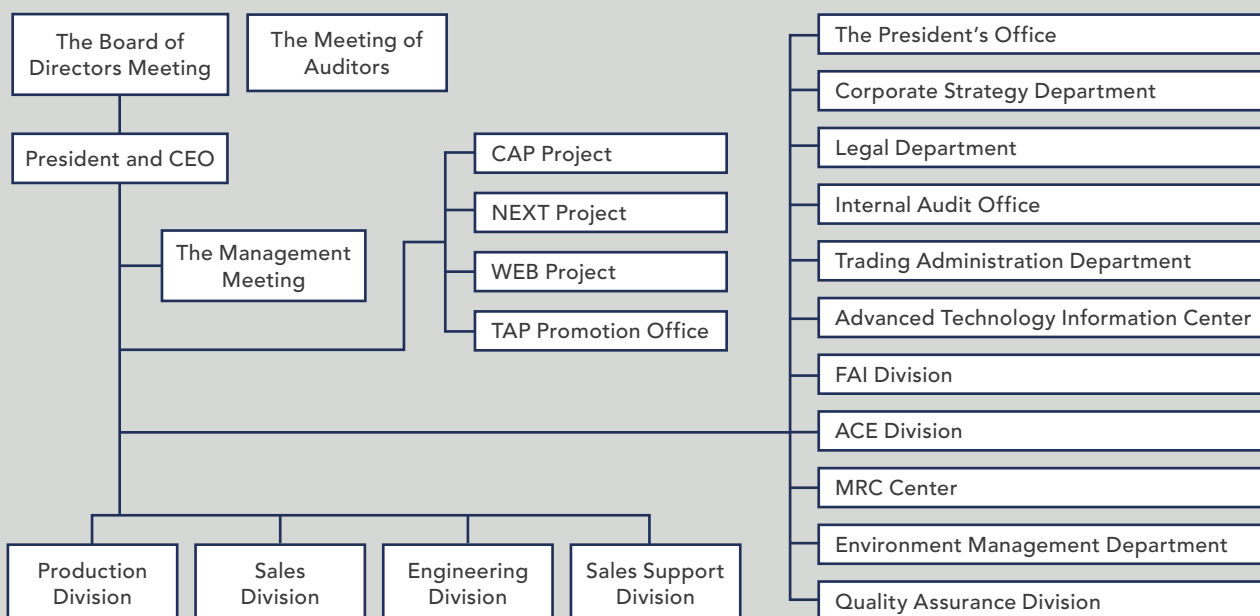 The Board of
Directors Meeting
The Meeting of
Auditors
President and CEO
The Management
Meeting
CAP Project
NEXT Project
WEB Project
TAP Promotion Office
The President’s Office
Corporate Strategy Department
Legal Department
Internal Audit Office
Trading Administration Department
Advanced Technology Information Center
FAI Division
ACE Division
MRC Center
Environment Management Department
Quality Assurance Division
Production
Division
Sales
Division
Engineering
Division
Sales Support
Division